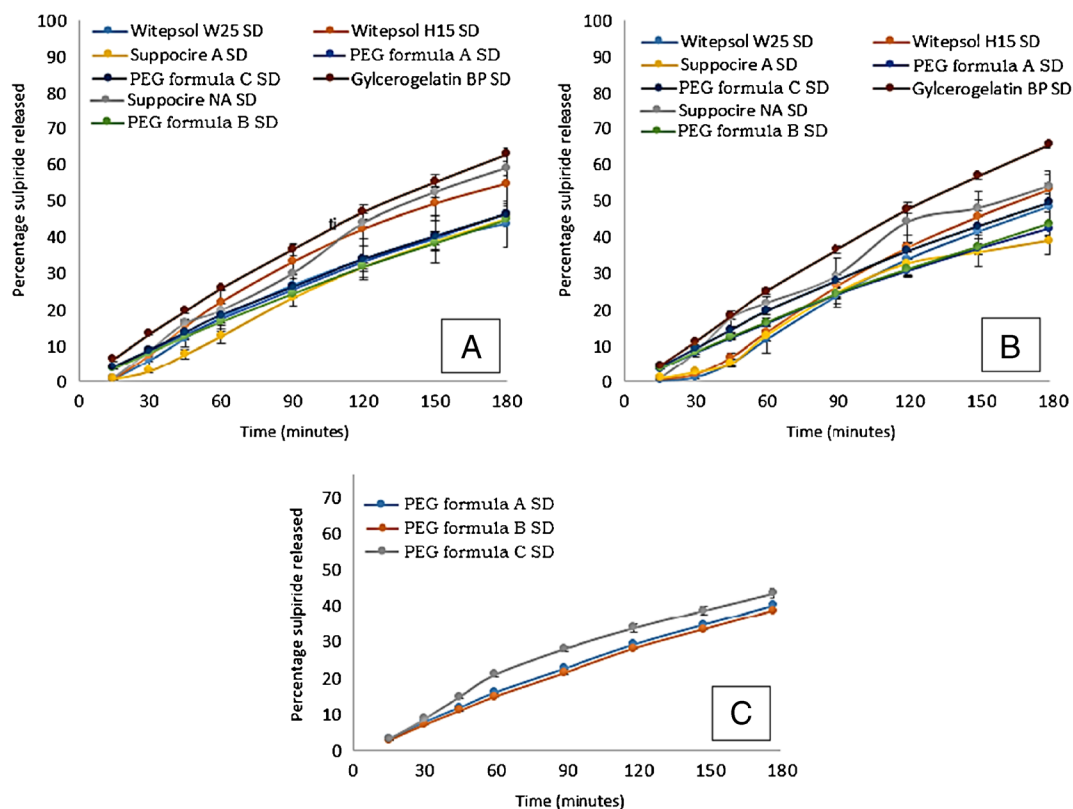 100
90
80
70
60
50
40
30
20
10
0
Percentage sulpiride released
Witepsol W25 SD
Witepsol H15 SD
Suppocire A SD
PEG formula A SD
PEG formula C SD
Gylcerogelatin BP SD
Suppocire NA SD
PEG formula B SD
A
0 30 60 90 120 150 180
Time (minutes)
100
90
80
70
60
50
40
30
20
10
0
Percentage sulpiride released
Witepsol W25 SD
Witepsol H15 SD
Suppocire A SD
PEG formula A SD
PEG formula C SD
Gylcerogelatin BP SD
Suppocire NA SD
PEG formula B SD
B
0 30 60 90 120 150 180
Time (minutes)
70
60
50
40
30
20
10
0
Percentage sulpiride released
PEG formula A SD
PEG formula B SD
PEG formula C SD
C
0 30 60 90 120 150 180
Time (minutes)